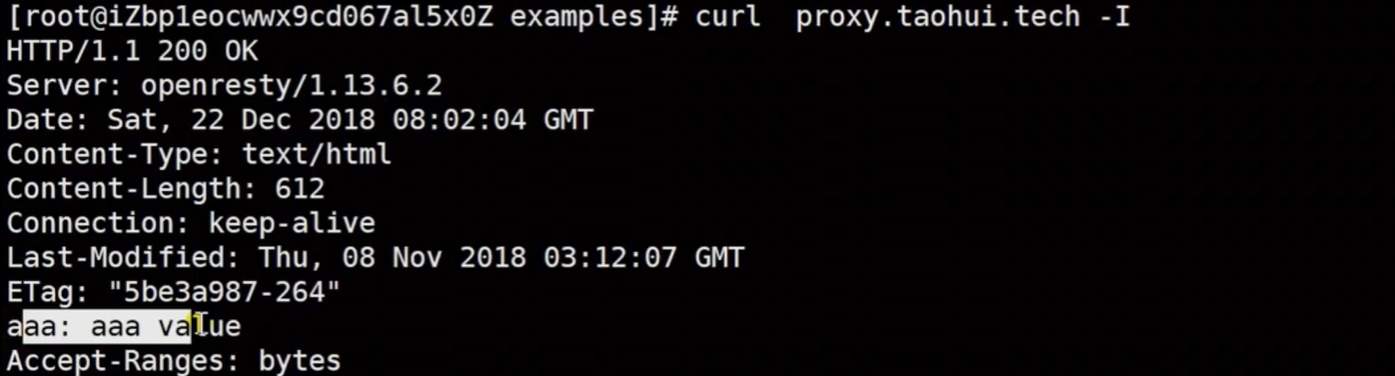 [root@iZbp1eocwwx9cd067al5x0Z examples]# curl  proxy.taohui.tech -I
HTTP/1.1 200 OK
Server: openresty/1.13.6.2
Date: Sat, 22 Dec 2018 08:02:04 GMT
Content-Type: text/html
Content-Length: 612
Connection: keep-alive
Last-Modified: Thu, 08 Nov 2018 03:12:07 GMT
ETag: "5be3a987-264"
aaa: aaa value
Accept-Ranges: bytes